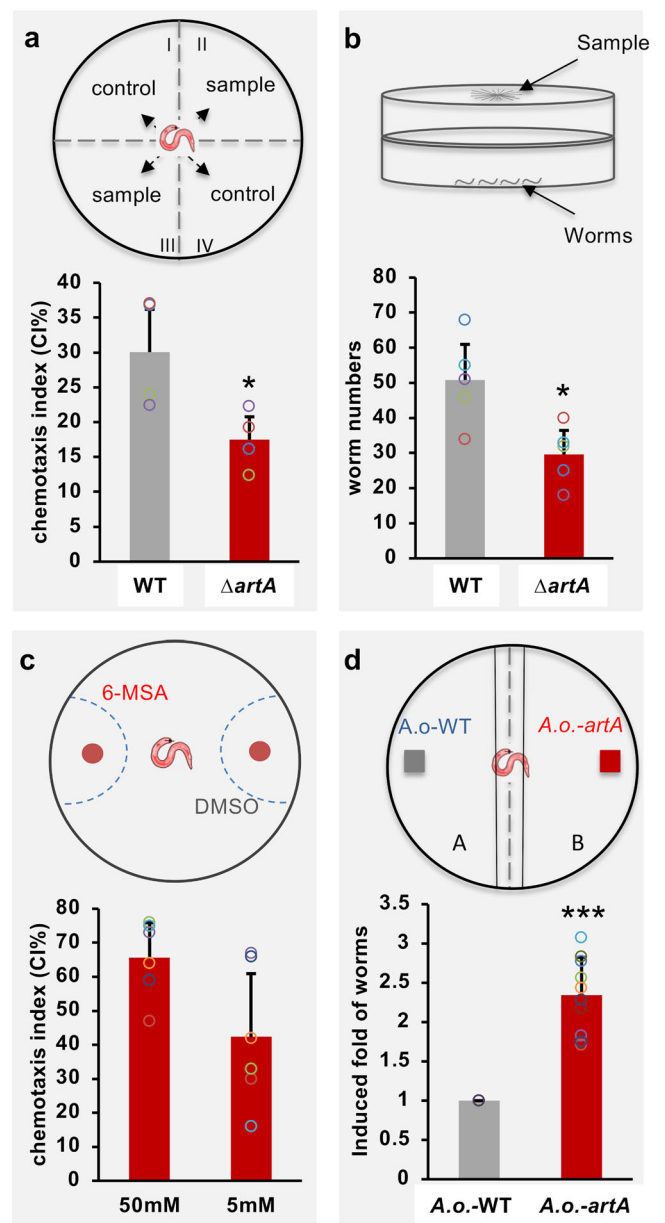 a
I II
control sample
sample control
III IV
chemotaxis index (CI%)
40
35
30
25
20
15
10
5
0
*
WT ΔartA
b
Sample
Worms
worm numbers
80
70
60
50
40
30
20
10
0
*
WT ΔartA
c
6-MSA
DMSO
chemotaxis index (CI%)
80
70
60
50
40
30
20
10
0
50mM 5mM
d
A.o-WT A.o.-artA
A B
Induced fold of worms
3.5
3
2.5
2
1.5
1
0.5
0
***
A.o.-WT A.o.-artA